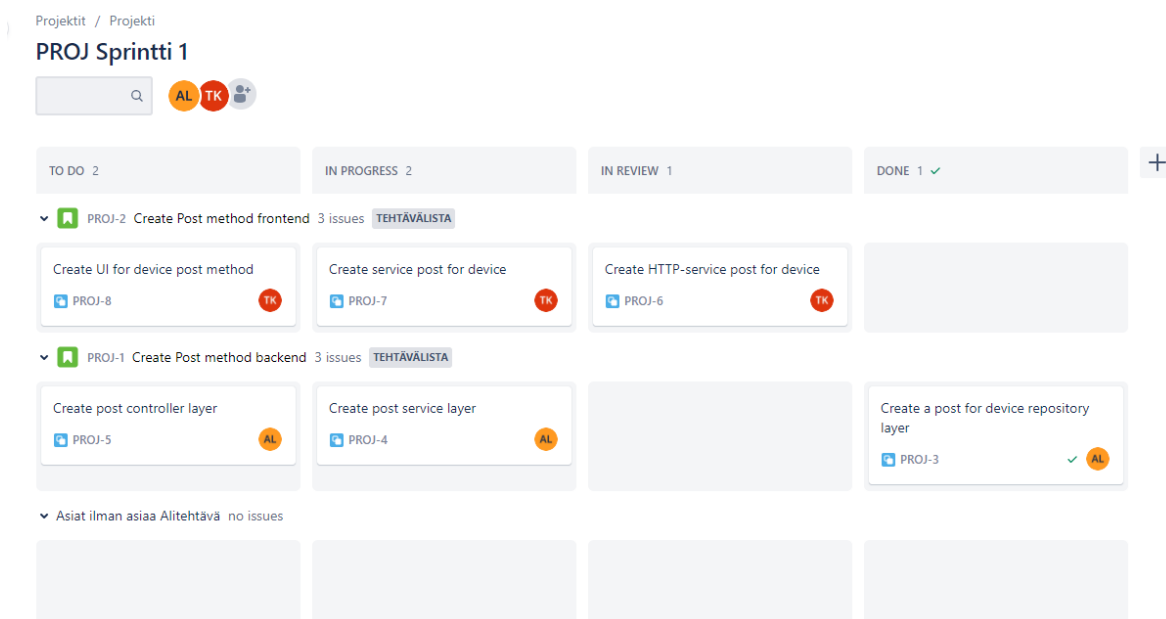 Projektit / Projekti
PROJ Sprintti 1
AL TK
TO DO 2 IN PROGRESS 2 IN REVIEW 1 DONE 1
PROJ-2 Create Post method frontend 3 issues TEHTÄVÄLISTA
Create UI for device post method
PROJ-8 TK
Create service post for device
PROJ-7 TK
Create HTTP-service post for device
PROJ-6 TK
PROJ-1 Create Post method backend 3 issues TEHTÄVÄLISTA
Create post controller layer
PROJ-5 AL
Create post service layer
PROJ-4 AL
Create a post for device repository
layer
PROJ-3 AL
Asiat ilman asiaa Alitehtävä no issues